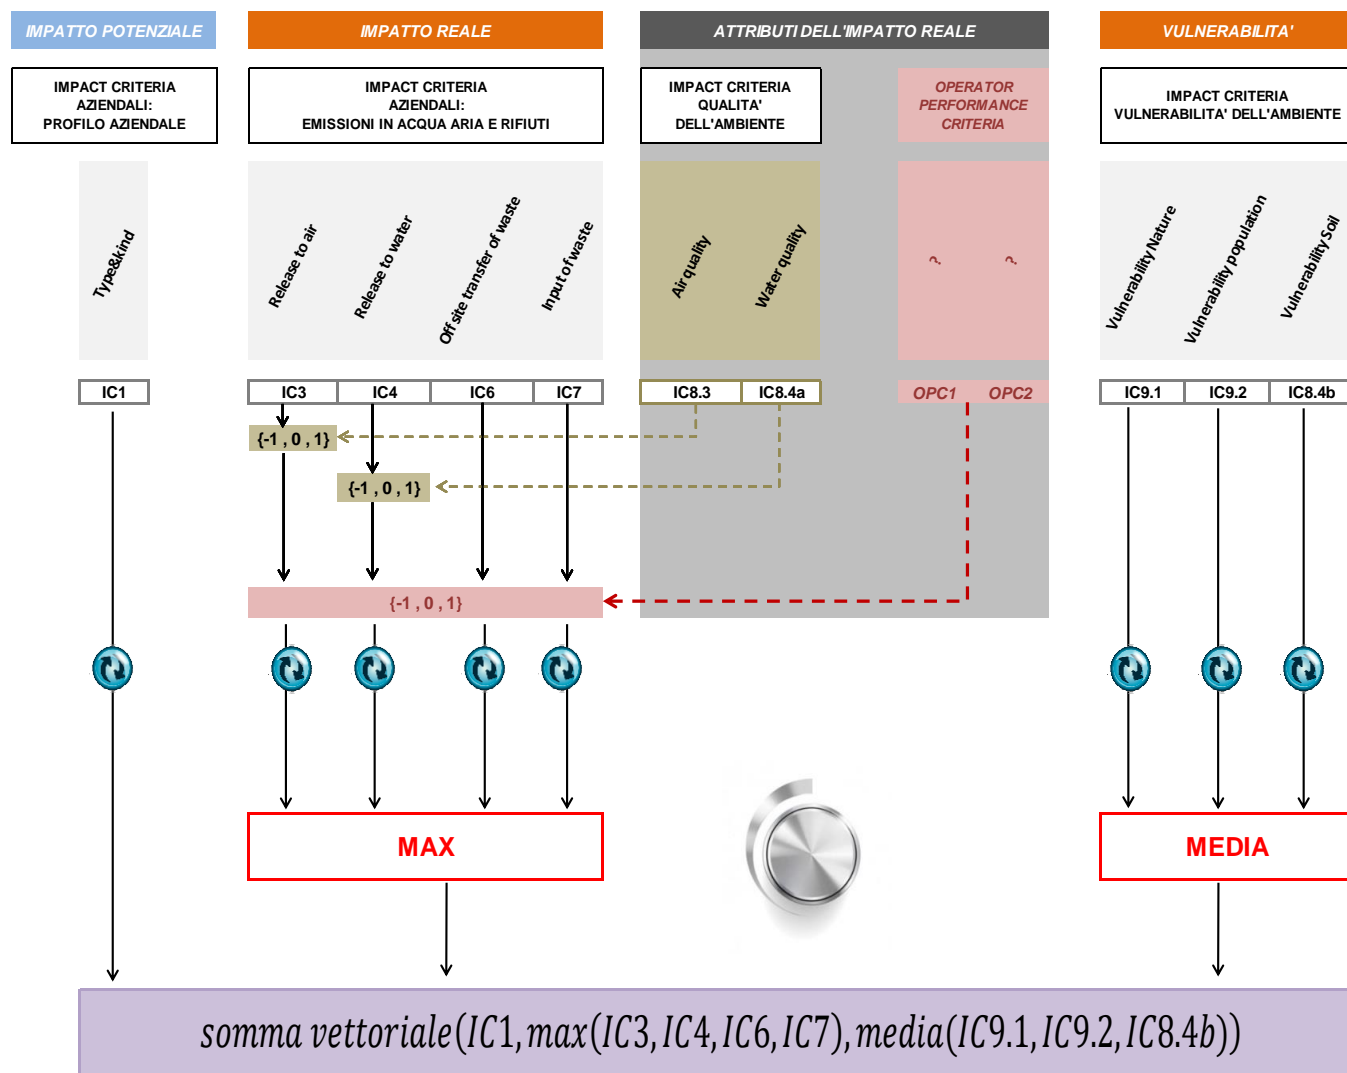 IMPATTO POTENZIALE
IMPATTO REALE
ATTRIBUTI DELL'IMPATTO REALE
VULNERABILITA'
IMPACT CRITERIA
AZIENDALI:
PROFILO AZIENDALE
IMPACT CRITERIA
AZIENDALI:
EMISSIONI IN ACQUA ARIA E RIFIUTI
IMPACT CRITERIA
QUALITA'
DELL'AMBIENTE
OPERATOR
PERFORMANCE
CRITERIA
IMPACT CRITERIA
VULNERABILITA' DELL'AMBIENTE
Type&kind
Release to air
Release to water
Off site transfer of waste
Input of waste
Air quality
Water quality
?
?
Vulnerability Nature
Vulnerability population
Vulnerability Soil
IC1
IC3
IC4
IC6
IC7
IC8.3
IC8.4a
OPC1
OPC2
IC9.1
IC9.2
IC8.4b
{-1 , 0 , 1}
{-1 , 0 , 1}
{-1 , 0 , 1}
MAX
MEDIA
somma vettoriale(IC1, max(IC3, IC4, IC6, IC7), media(IC9.1, IC9.2, IC8.4b))